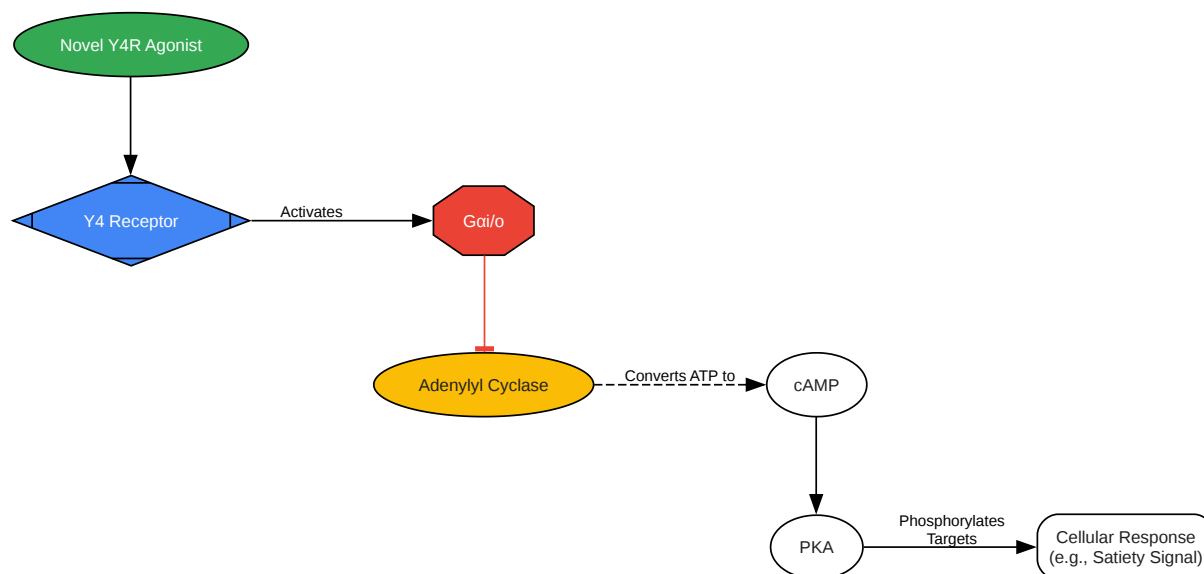 Novel Y4R Agonist
Y4 Receptor
Activates
Gαi/o
Adenylyl Cyclase
Converts ATP to
cAMP
PKA
Phosphorylates
Targets
Cellular Response
(e.g., Satiety Signal)